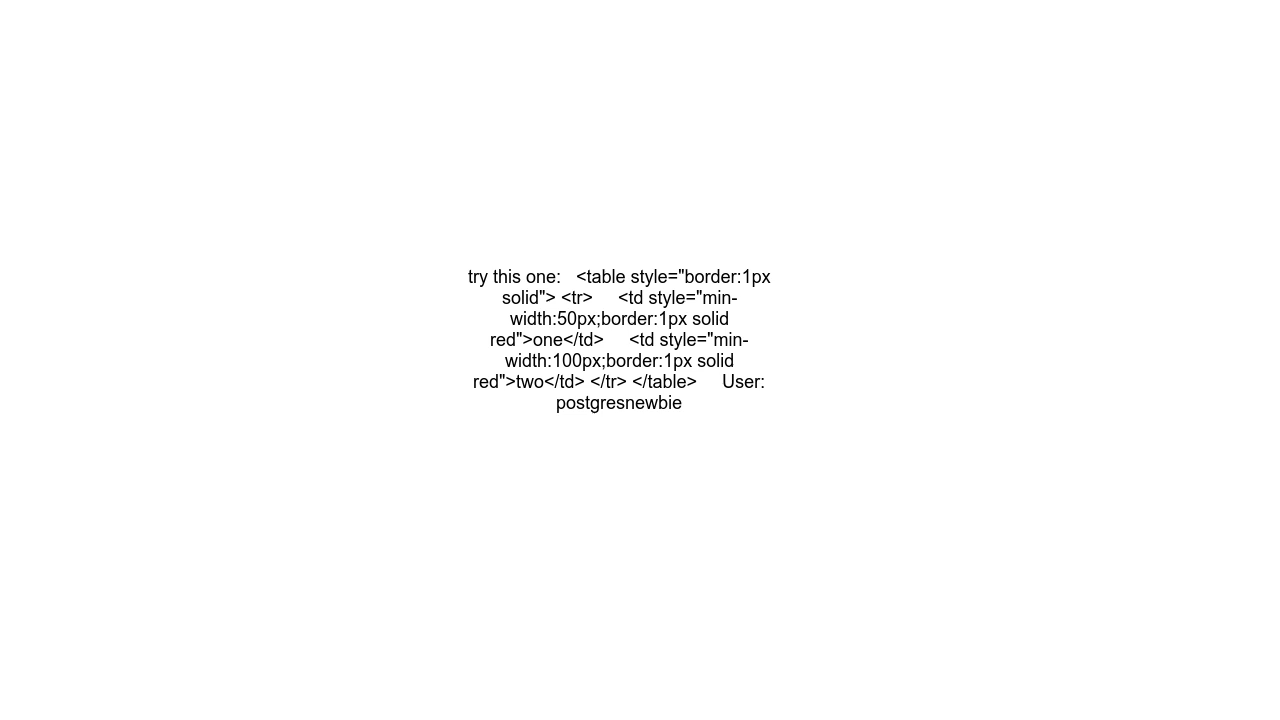 try this one:   <table style="border:1px
solid"> <tr>     <td style="min-
width:50px;border:1px solid
red">one</td>     <td style="min-
width:100px;border:1px solid
red">two</td> </tr> </table>     User:
postgresnewbie